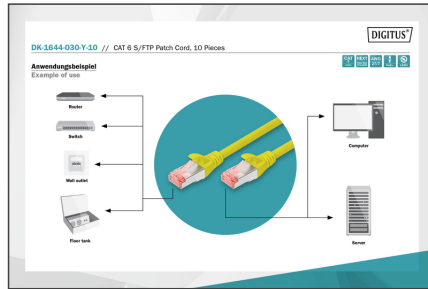 DIGITUS®
DK-1644-030-Y-10 // CAT 6 S/FTP Patch Cord, 10 Pieces
Anwendungsbeispiel
Example of use
Router
Switch
Wall outlet
Floor tank
Computer
Server